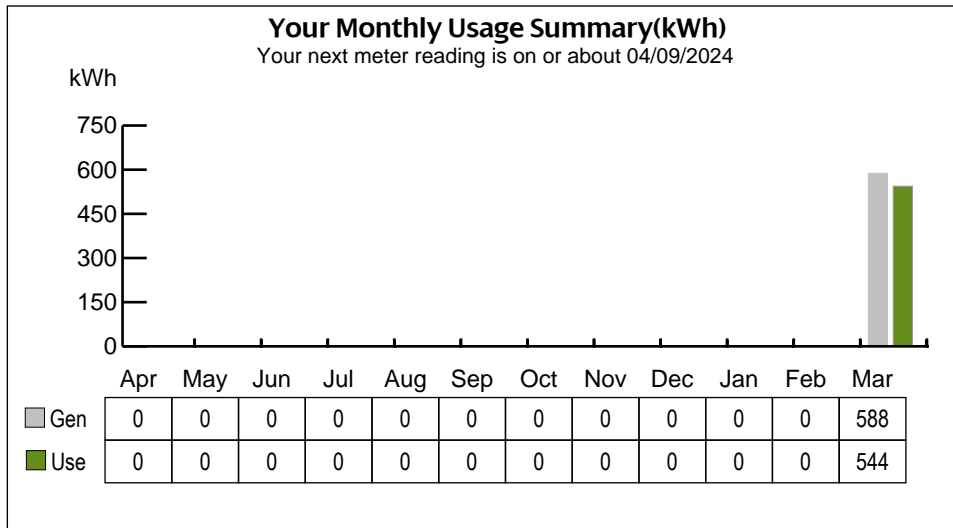 Your Monthly Usage Summary(kWh)
Your next meter reading is on or about 04/09/2024
kWh
750
600
450
300
150
0
Apr May Jun Jul Aug Sep Oct Nov Dec Jan Feb Mar
Gen 0 0 0 0 0 0 0 0 0 0 0 588
Use 0 0 0 0 0 0 0 0 0 0 0 544